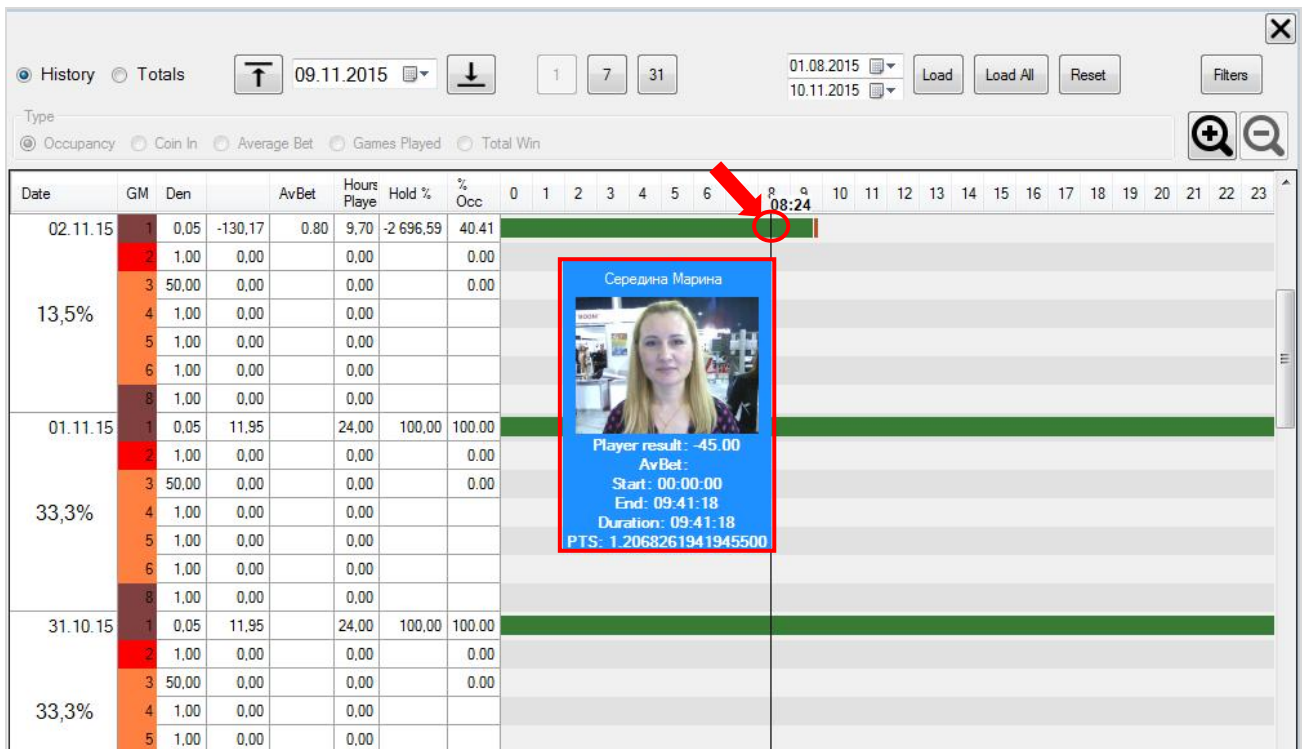 History Totals 09.11.2015 1 7 31 01.08.2015 Load Load All Reset Filters
10.11.2015
Type
Occupancy Coin In Average Bet Games Played Total Win
Date GM Den AvBet Hours Playe Hold % % Occ 0 1 2 3 4 5 6 8 9 10 11 12 13 14 15 16 17 18 19 20 21 22 23
08:24
02.11.15 1 0,05 -130,17 0.80 9,70 -2 696,59 40.41
2 1,00 0,00 0,00 0.00
3 50,00 0,00 0,00 0.00
13,5% 4 1,00 0,00 0,00
5 1,00 0,00 0,00
6 1,00 0,00 0,00
8 1,00 0,00 0,00
Середина Марина
Player result: -45.00
AvBet:
Start: 00:00:00
End: 09:41:18
Duration: 09:41:18
PTS: 1.2068261941945500
01.11.15 1 0,05 11,95 24,00 100,00 100.00
2 1,00 0,00 0,00 0.00
3 50,00 0,00 0,00 0.00
33,3% 4 1,00 0,00 0,00
5 1,00 0,00 0,00
6 1,00 0,00 0,00
8 1,00 0,00 0,00
31.10.15 1 0,05 11,95 24,00 100,00 100.00
2 1,00 0,00 0,00 0.00
3 50,00 0,00 0,00 0.00
33,3% 4 1,00 0,00 0,00
5 1,00 0,00 0,00